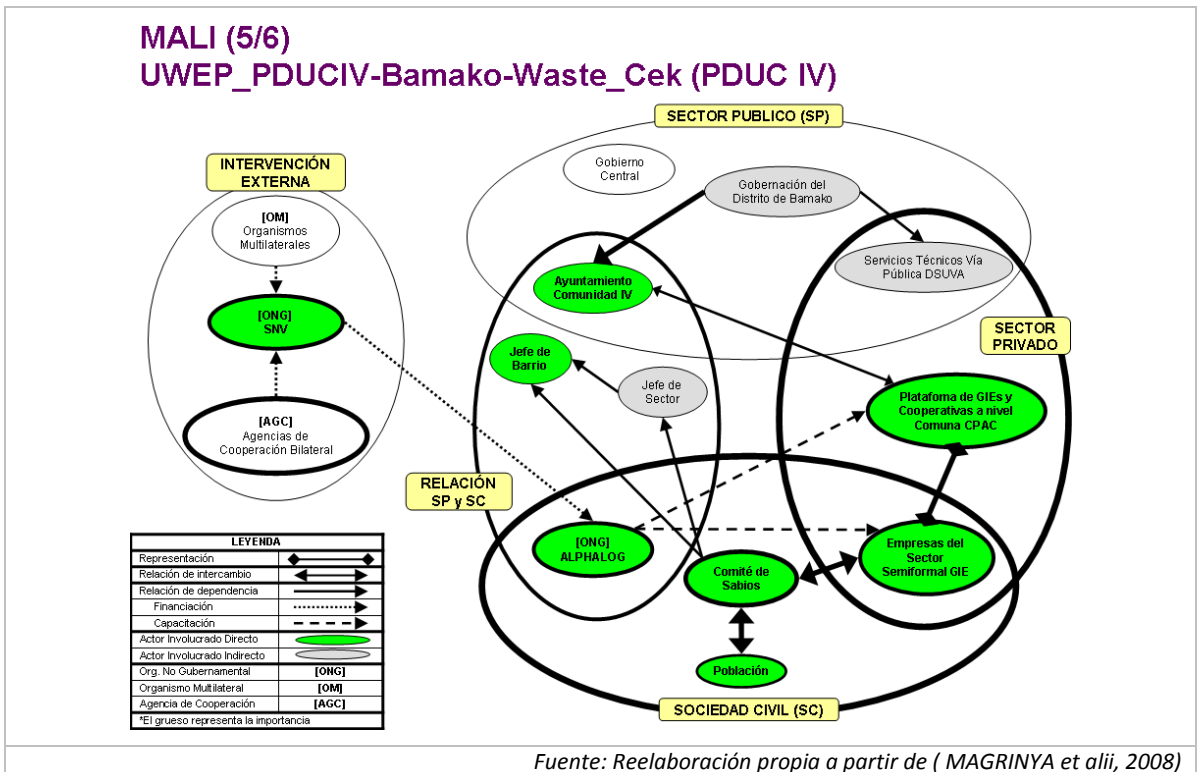 MALI (5/6)
UWEP_PDUCIV-Bamako-Waste_Cek (PDUC IV)
SECTOR PUBLICO (SP)
INTERVENCIÓN
EXTERNA
Gobierno
Central
Gobernación del
Distrito de Bamako
[OM]
Organismos
Multilaterales
Servicios Técnicos Vía
Pública DSUVA
Ayuntamiento
Comunidad IV
[ONG]
SNV
SECTOR
PRIVADO
Jefe de
Barrio
Jefe de
Sector
Plataforma de GIEs y
Cooperativas a nivel
Comuna CPAC
[AGC]
Agencias de
Cooperación Bilateral
RELACIÓN
SP y SC
[ONG]
ALPHALOG
Empresas del
Sector
Semiformal GIE
Comité de
Sabios
Población
SOCIEDAD CIVIL (SC)
LEYENDA
Representación
Relación de intercambio
Relación de dependencia
Financiación
Capacitación
Actor Involucrado Directo
Actor Involucrado Indirecto
Org. No Gubernamental [ONG]
Organismo Multilateral [OM]
Agencia de Cooperación [AGC]
*El grueso representa la importancia
Fuente: Reelaboración propia a partir de ( MAGRINYA et alii, 2008)